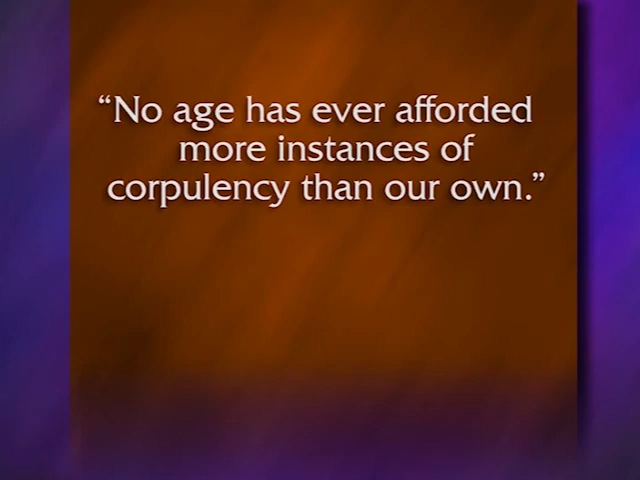 “No age has ever afforded
more instances of
corpulency than our own.”